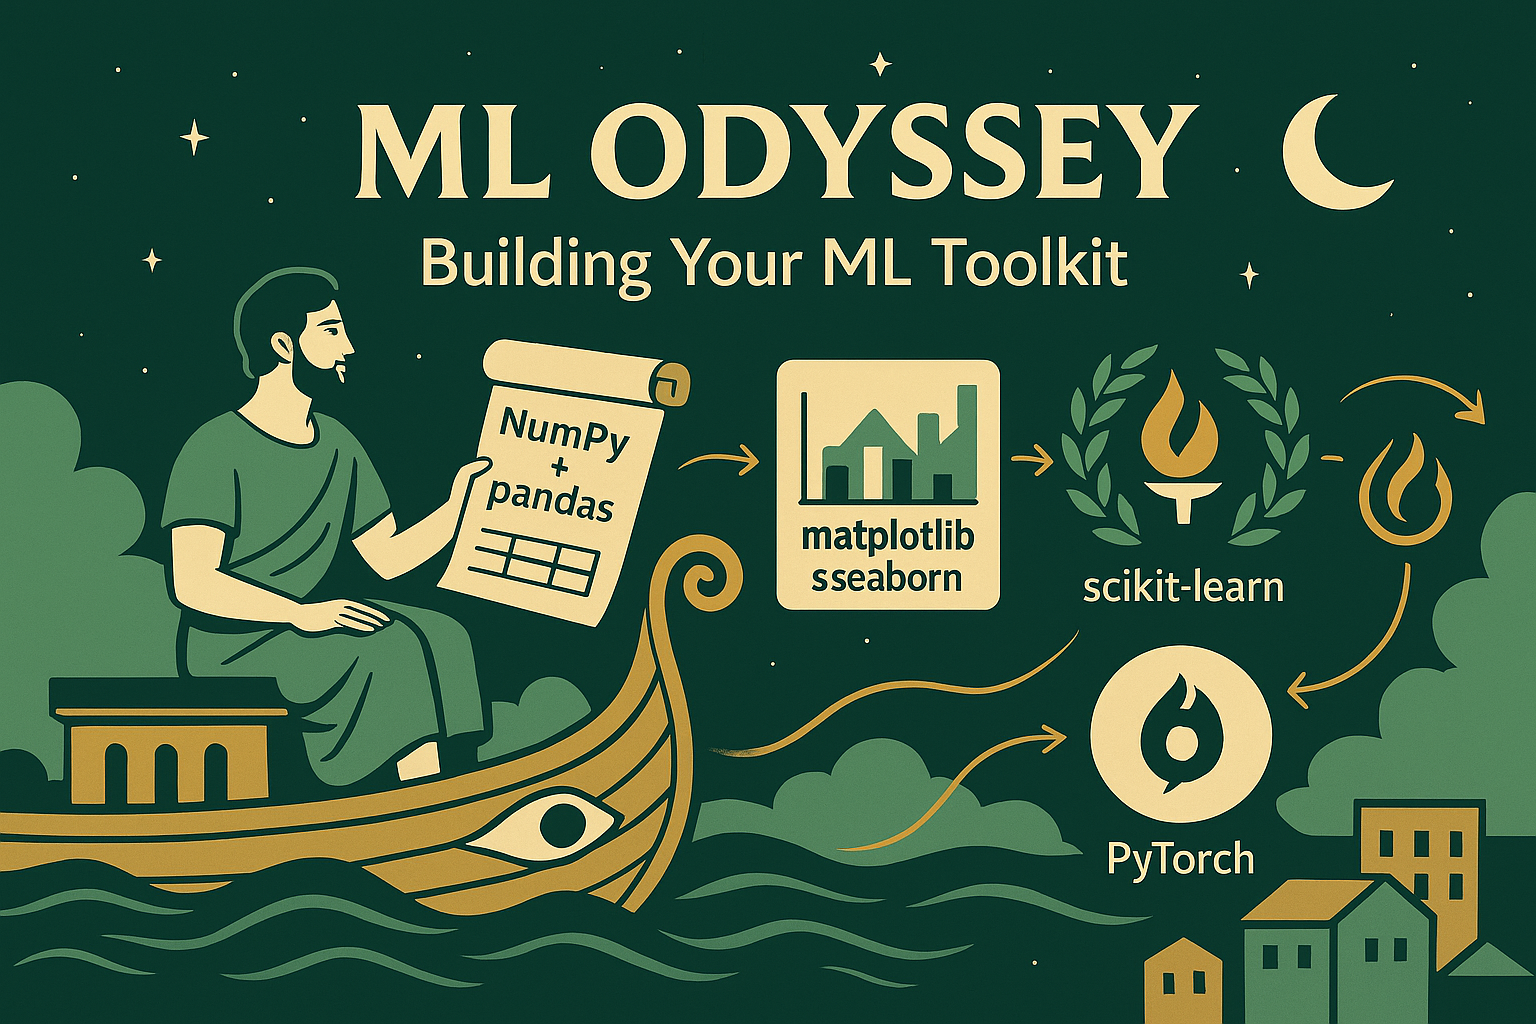 ML ODYSSEY
Building Your ML Toolkit
NumPy
+
pandas
matplotlib
sseaborn
scikit-learn
PyTorch